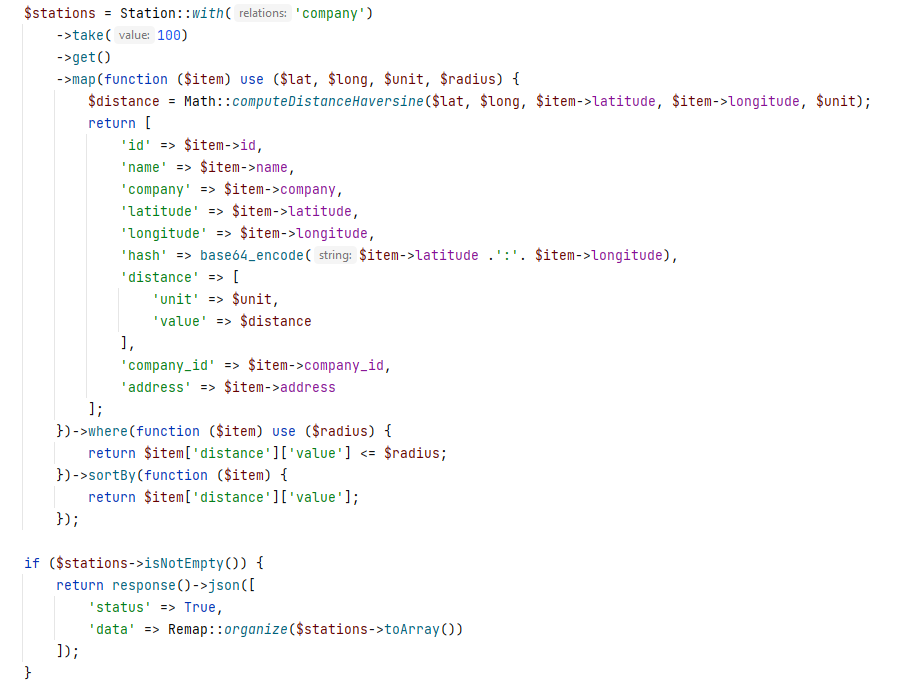 $stations = Station::with( relations: 'company')
    ->take( value: 100)
    ->get()
    ->map(function ($item) use ($lat, $long, $unit, $radius) {
        $distance = Math::computeDistanceHaversine($lat, $long, $item->latitude, $item->longitude, $unit);
        return [
            'id' => $item->id,
            'name' => $item->name,
            'company' => $item->company,
            'latitude' => $item->latitude,
            'longitude' => $item->longitude,
            'hash' => base64_encode( string: $item->latitude .':'. $item->longitude),
            'distance' => [
                'unit' => $unit,
                'value' => $distance
            ],
            'company_id' => $item->company_id,
            'address' => $item->address
        ];
    })->where(function ($item) use ($radius) {
        return $item['distance']['value'] <= $radius;
    })->sortBy(function ($item) {
        return $item['distance']['value'];
    });

if ($stations->isNotEmpty()) {
    return response()->json([
        'status' => True,
        'data' => Remap::organize($stations->toArray())
    ]);
}